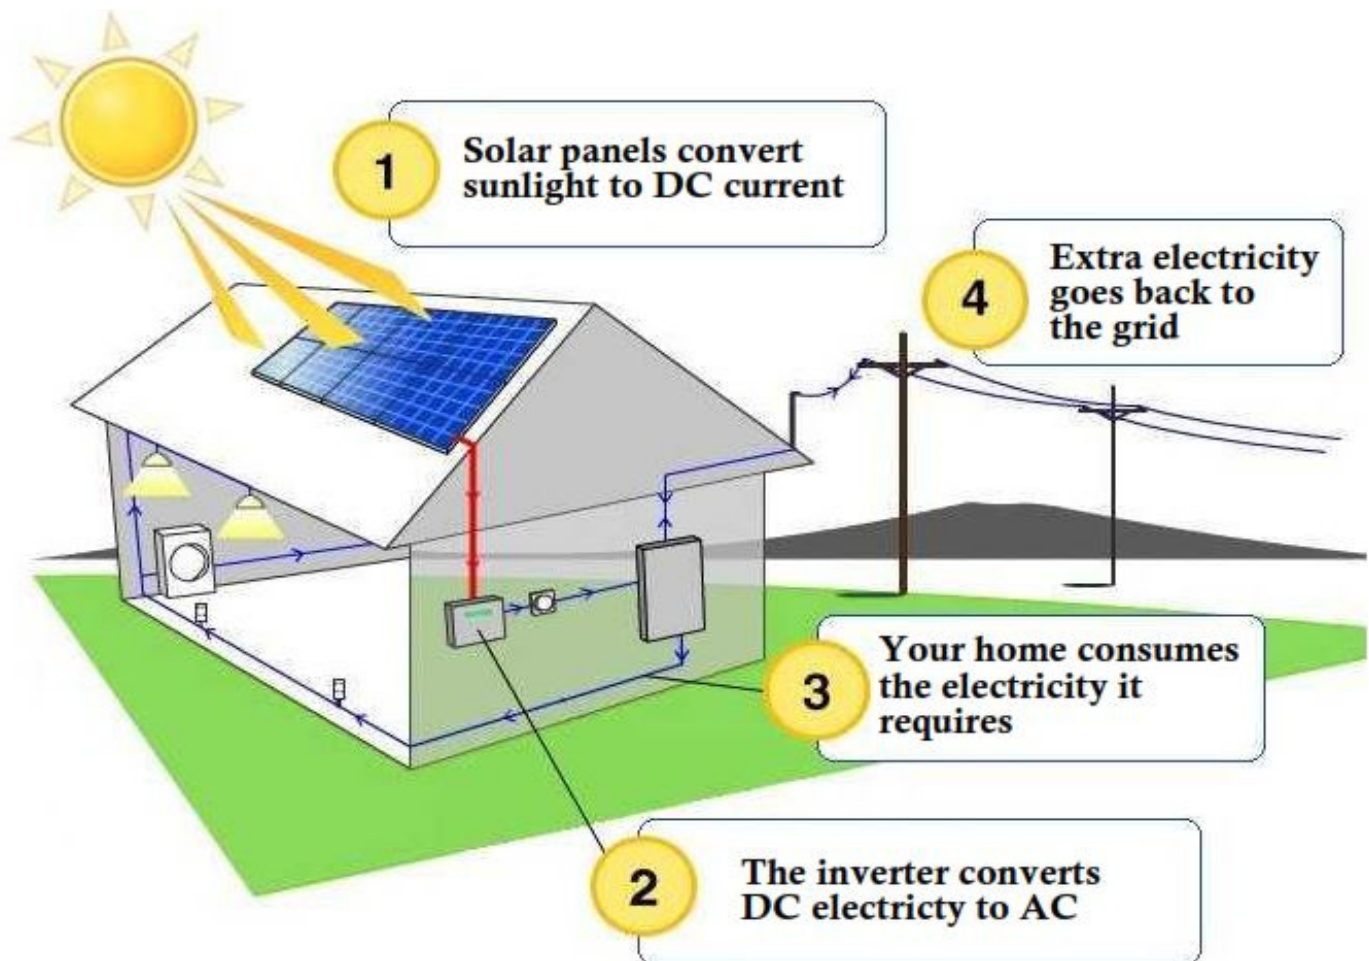 1
Solar panels convert
sunlight to DC current
4
Extra electricity
goes back to
the grid
3
Your home consumes
the electricity it
requires
2
The inverter converts
DC electricty to AC